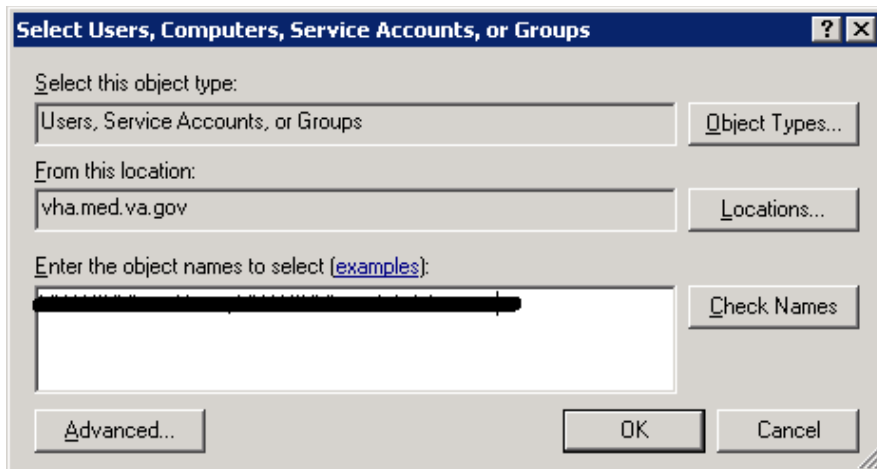 Select Users, Computers, Service Accounts, or Groups
Select this object type:
Users, Service Accounts, or Groups
Object Types...
From this location:
vha.med.va.gov
Locations...
Enter the object names to select (examples):
Check Names
Advanced...
OK
Cancel